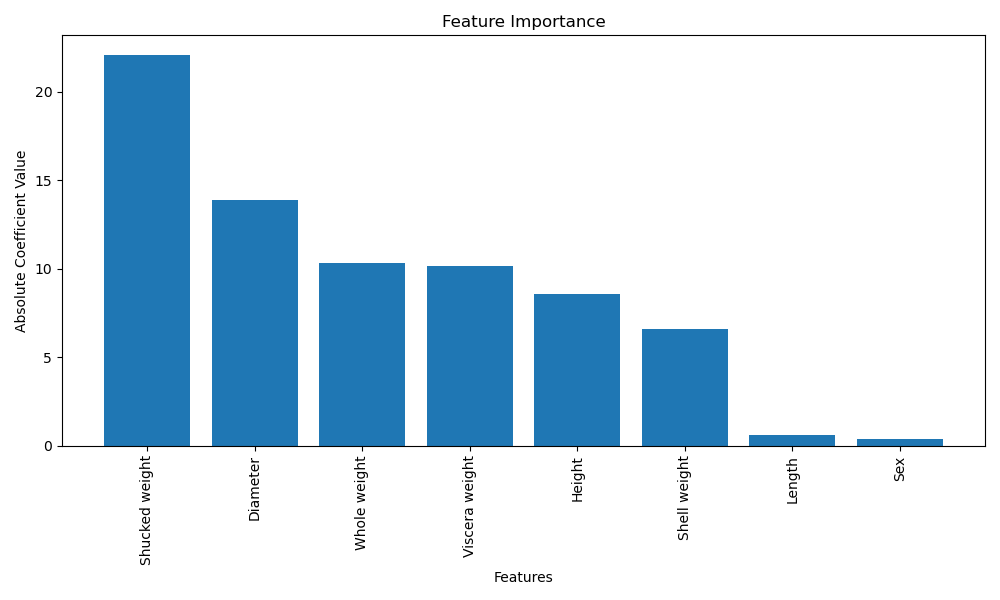 Feature Importance
Absolute Coefficient Value
20
15
10
5
0
Shucked weight
Diameter
Whole weight
Viscera weight
Height
Shell weight
Length
Sex
Features